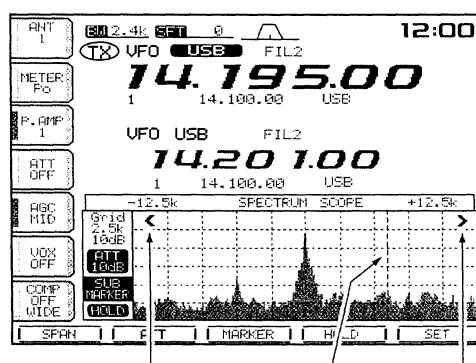 ANT
1
BW 2.4k SFT 0
12:00
TX VFO USB FIL2
14.195.00
1 14.100.00 USB
METER
Po
P.AMP
1
VFO USB FIL2
14.201.00
1 14.100.00 USB
ATT
OFF
AGC
MID
VOX
OFF
COMP
OFF
WIDE
-12.5k SPECTRUM SCOPE +12.5k
Grid
2.5k
10dB
ATT
10dB
SUB
MARKER
HOLD
SPAN MARKER SET